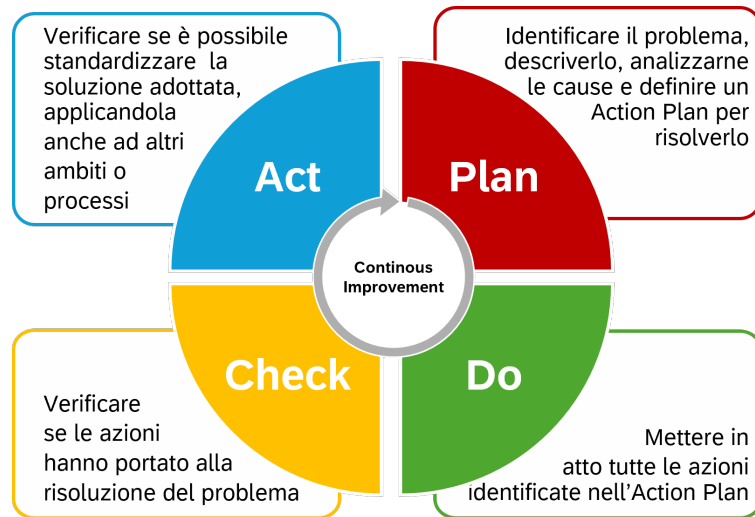 Verificare se è possibile
standardizzare la
soluzione adottata,
applicandola
anche ad altri
ambiti o
processi
Act
Identificare il problema,
descriverlo, analizzarne
le cause e definire un
Action Plan per
risolverlo
Plan
Continous
Improvement
Check
Verificare
se le azioni
hanno portato alla
risoluzione del problema
Do
Mettere in
atto tutte le azioni
identificate nell'Action Plan